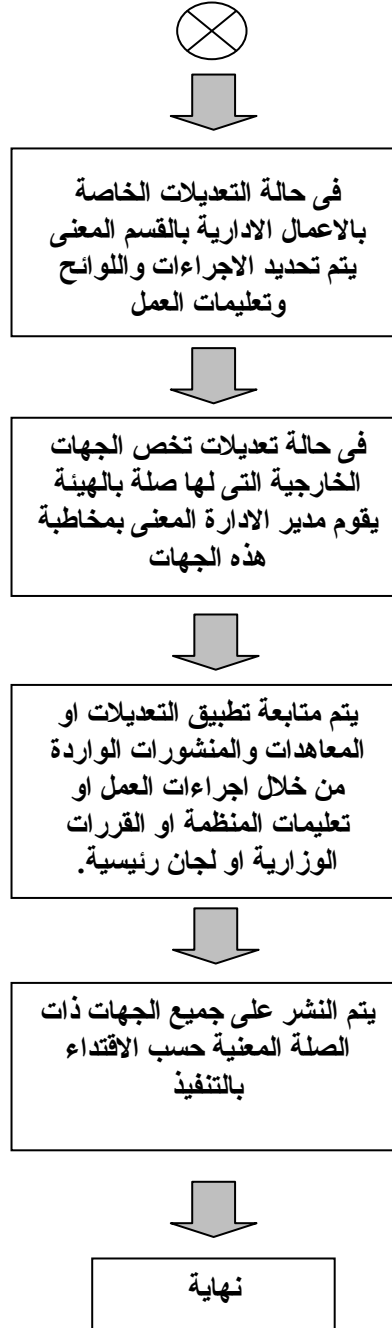 فى حالة التعديلات الخاصة
بالاعمال الادارية بالقسم المعنى
يتم تحديد الاجراءات واللوائح
وتعليمات العمل
فى حالة تعديلات تخص الجهات
الخارجية التى لها صلة بالهيئة
يقوم مدير الادارة المعنى بمخاطبة
هذه الجهات
يتم متابعة تطبيق التعديلات او
المعاهدات والمنشورات الواردة
من خلال اجراءات العمل او
تعليمات المنظمة او القررات
الوزارية او لجان رئيسية.
يتم النشر على جميع الجهات ذات
الصلة المعنية حسب الاقتداء
بالتنفيذ
نهاية